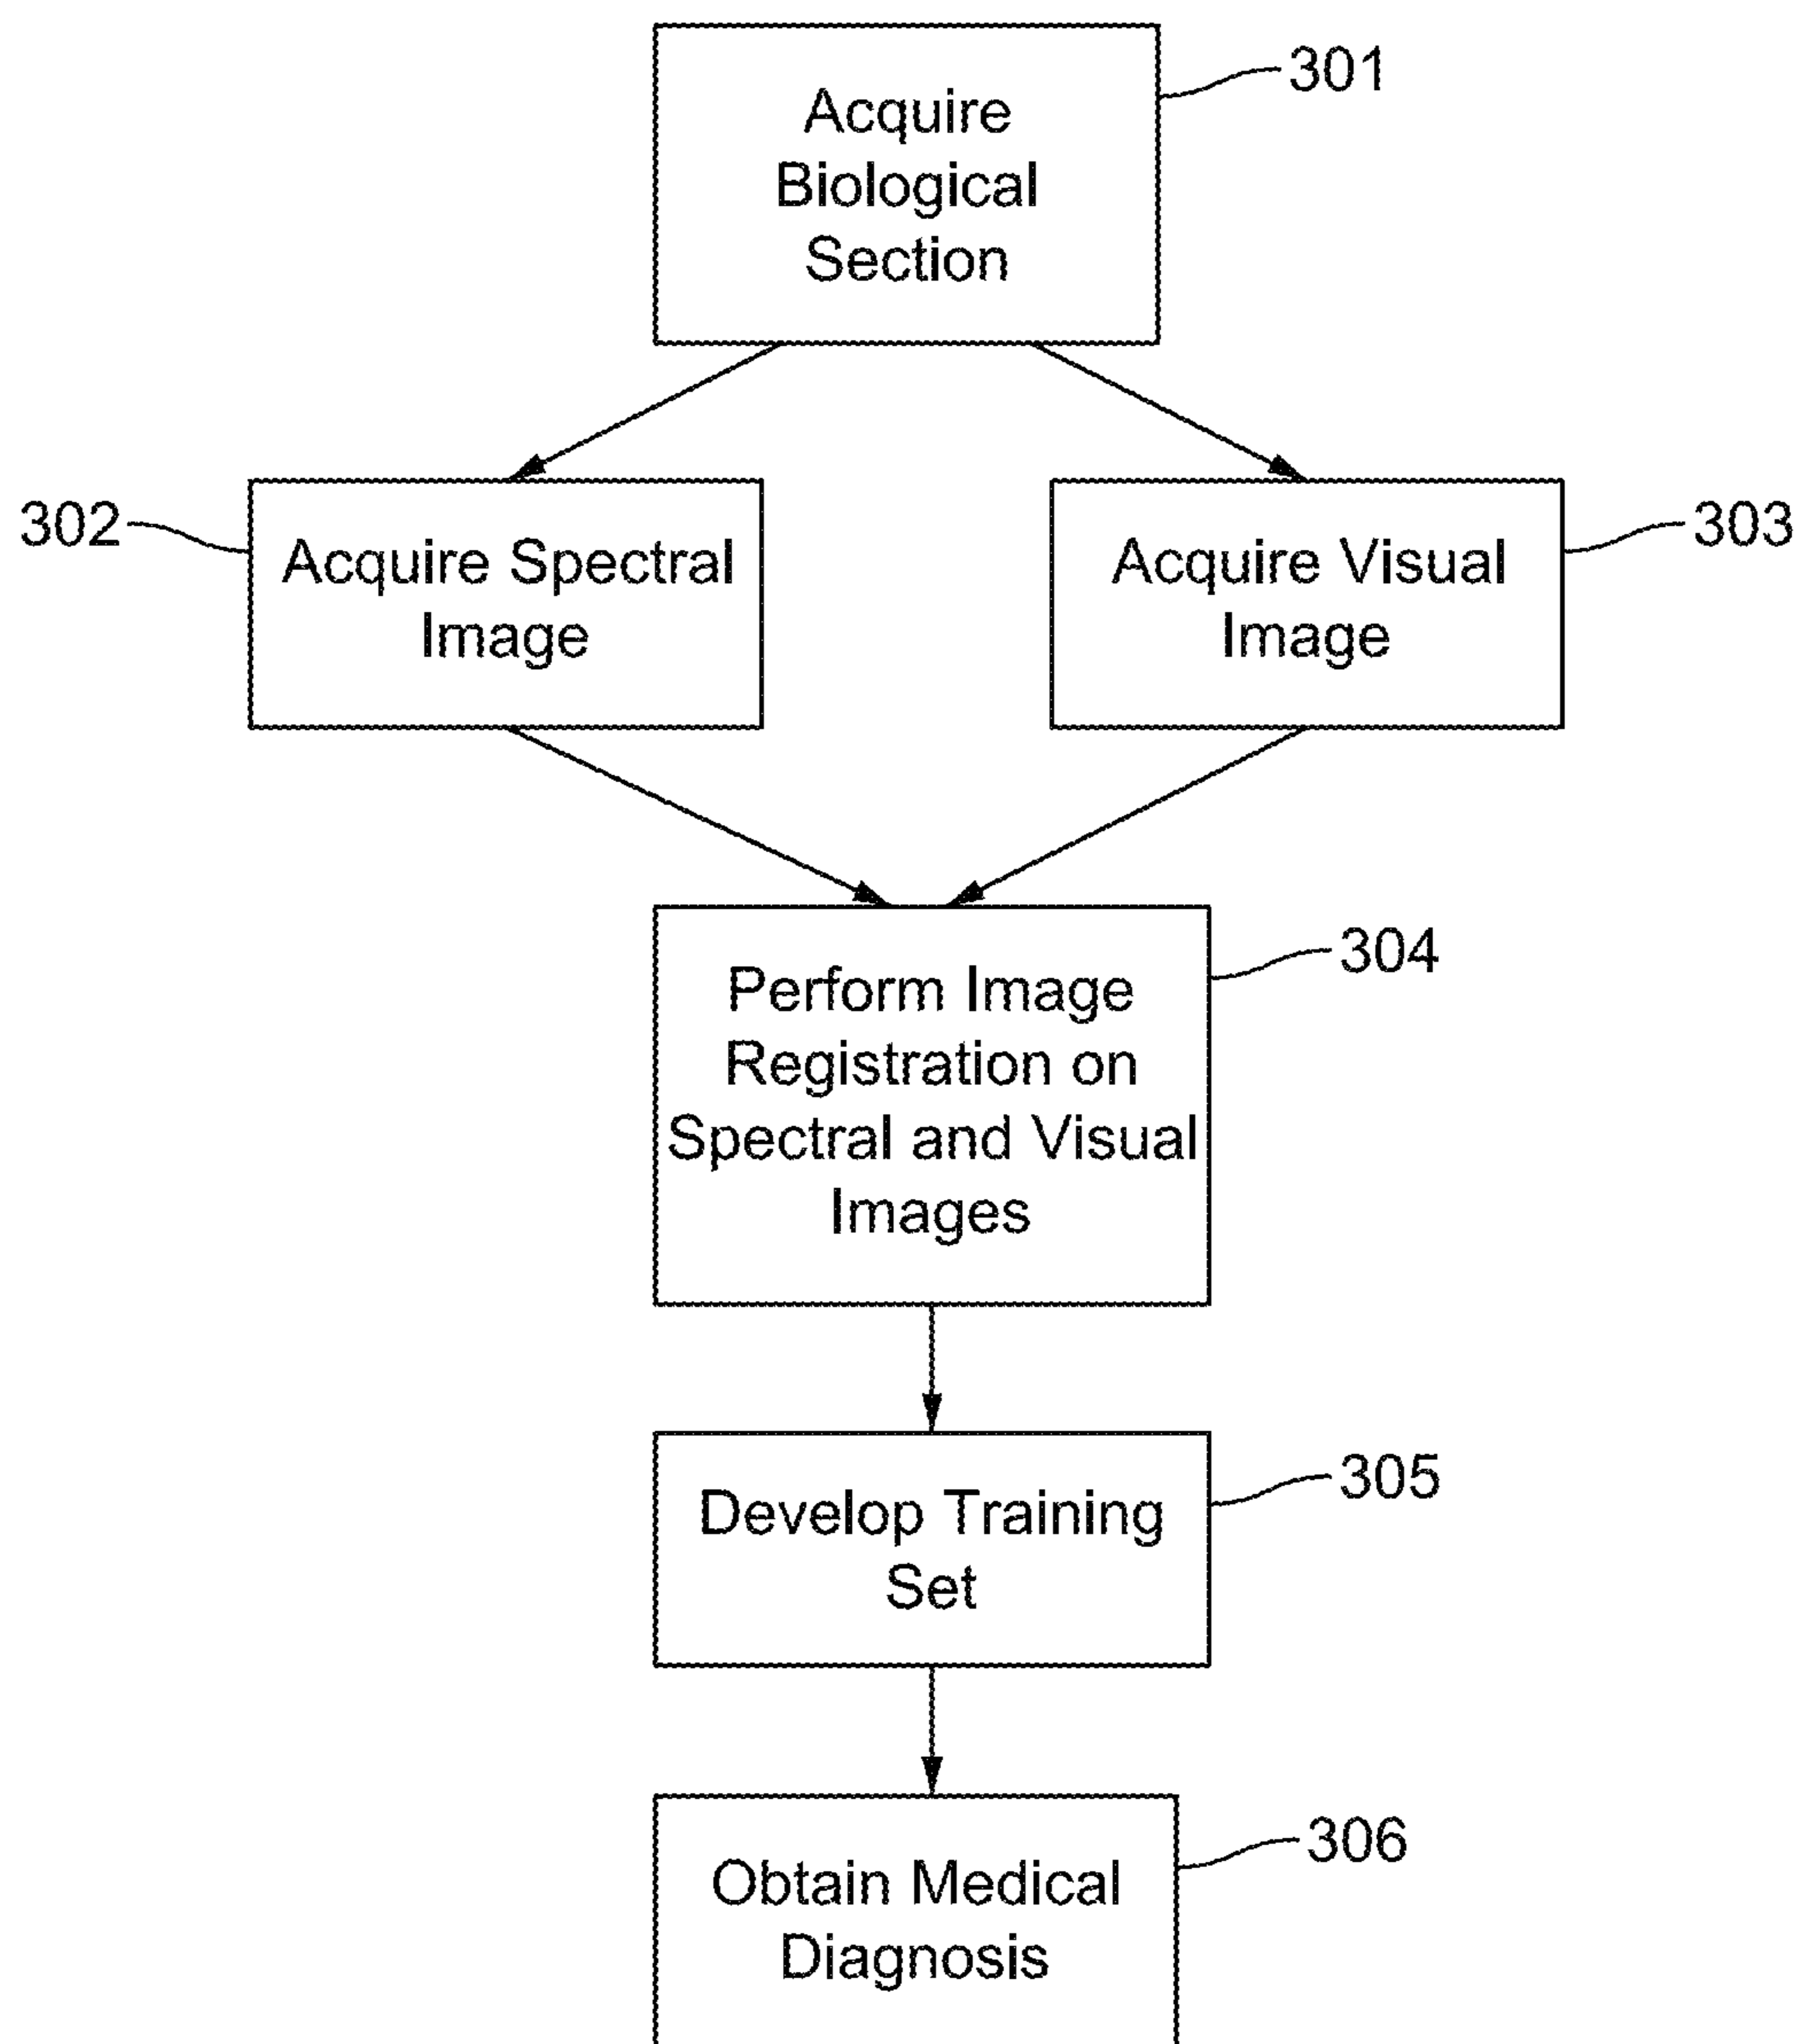 Acquire
Biological
Section
301
302
Acquire Spectral
Image
Acquire Visual
Image
303
Perform Image
Registration on
Spectral and Visual
Images
304
Develop Training
Set
305
Obtain Medical
Diagnosis
306